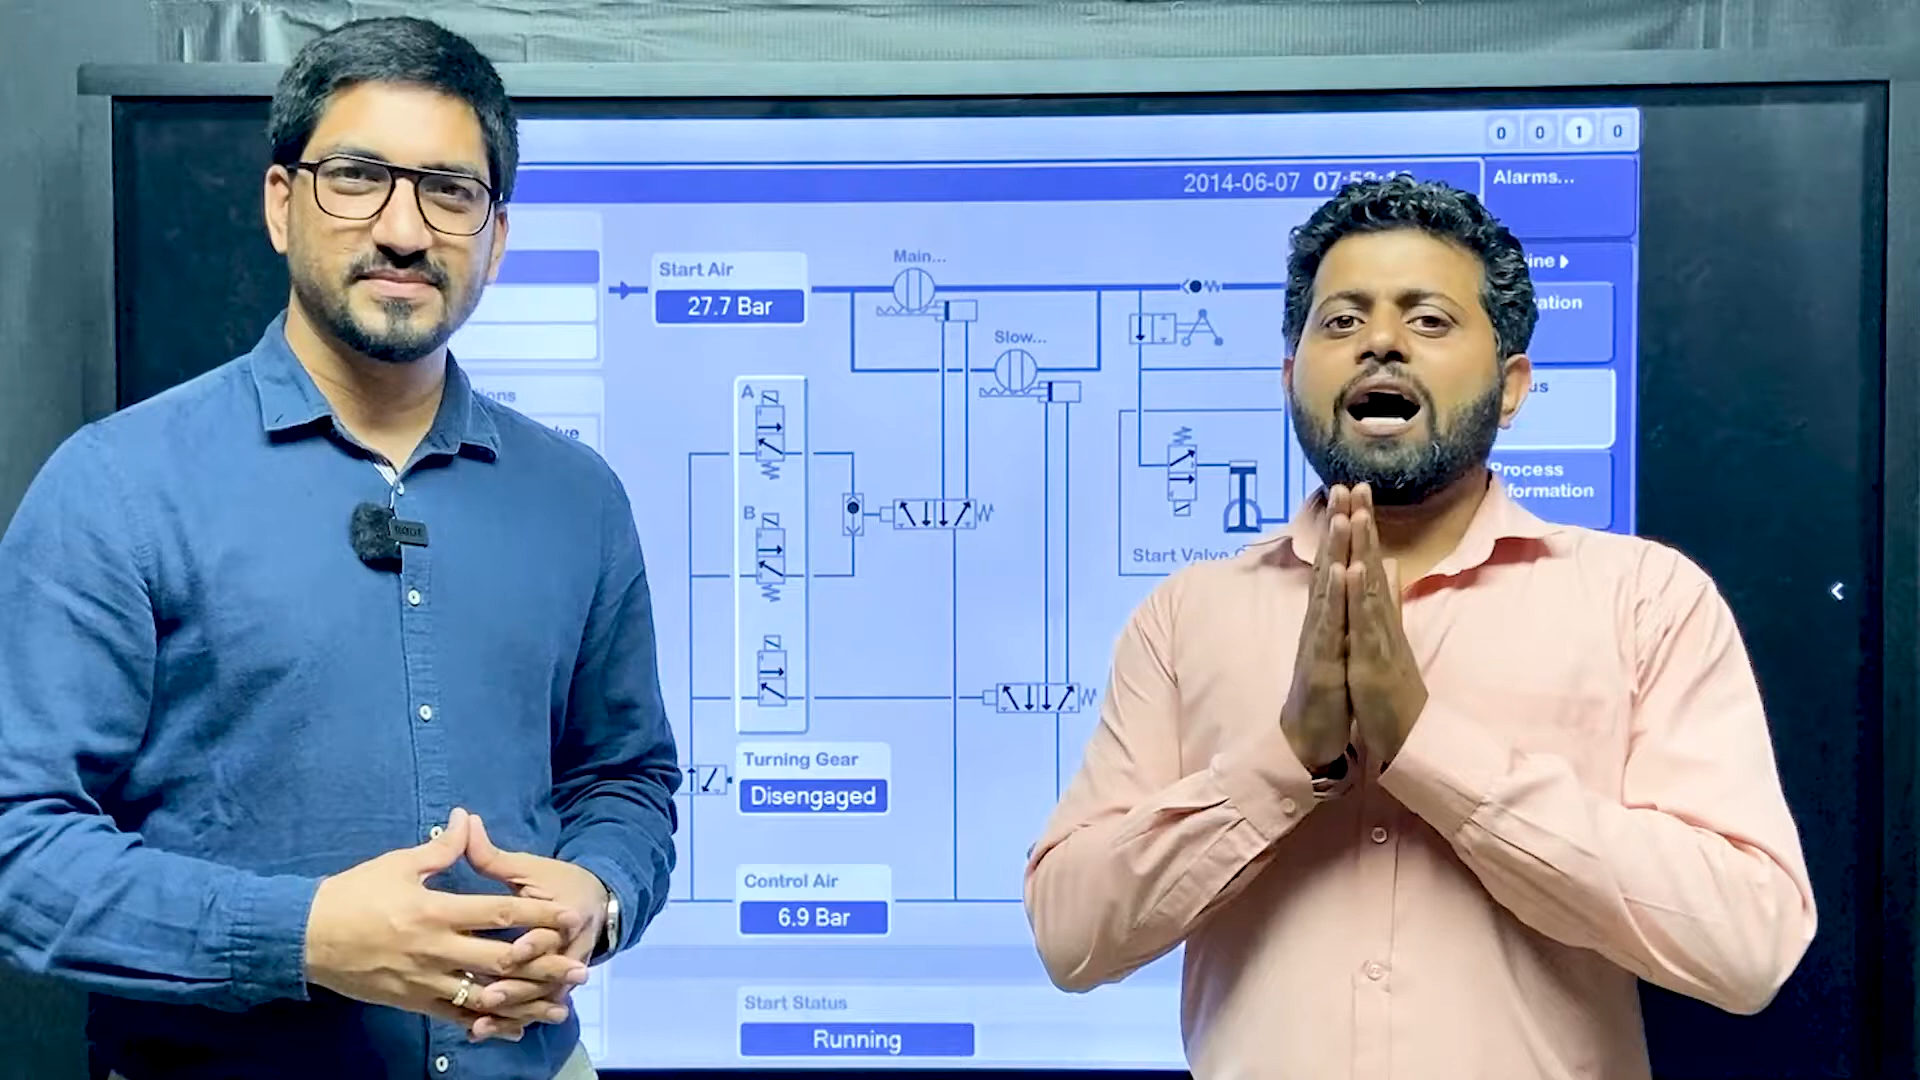 0 0 1 0
2014-06-07
Alarms...
Main...
Start Air
27.7 Bar
Slow...
A
B
Process
Start Valve
Turning Gear
Disengaged
Control Air
6.9 Bar
Start Status
Running